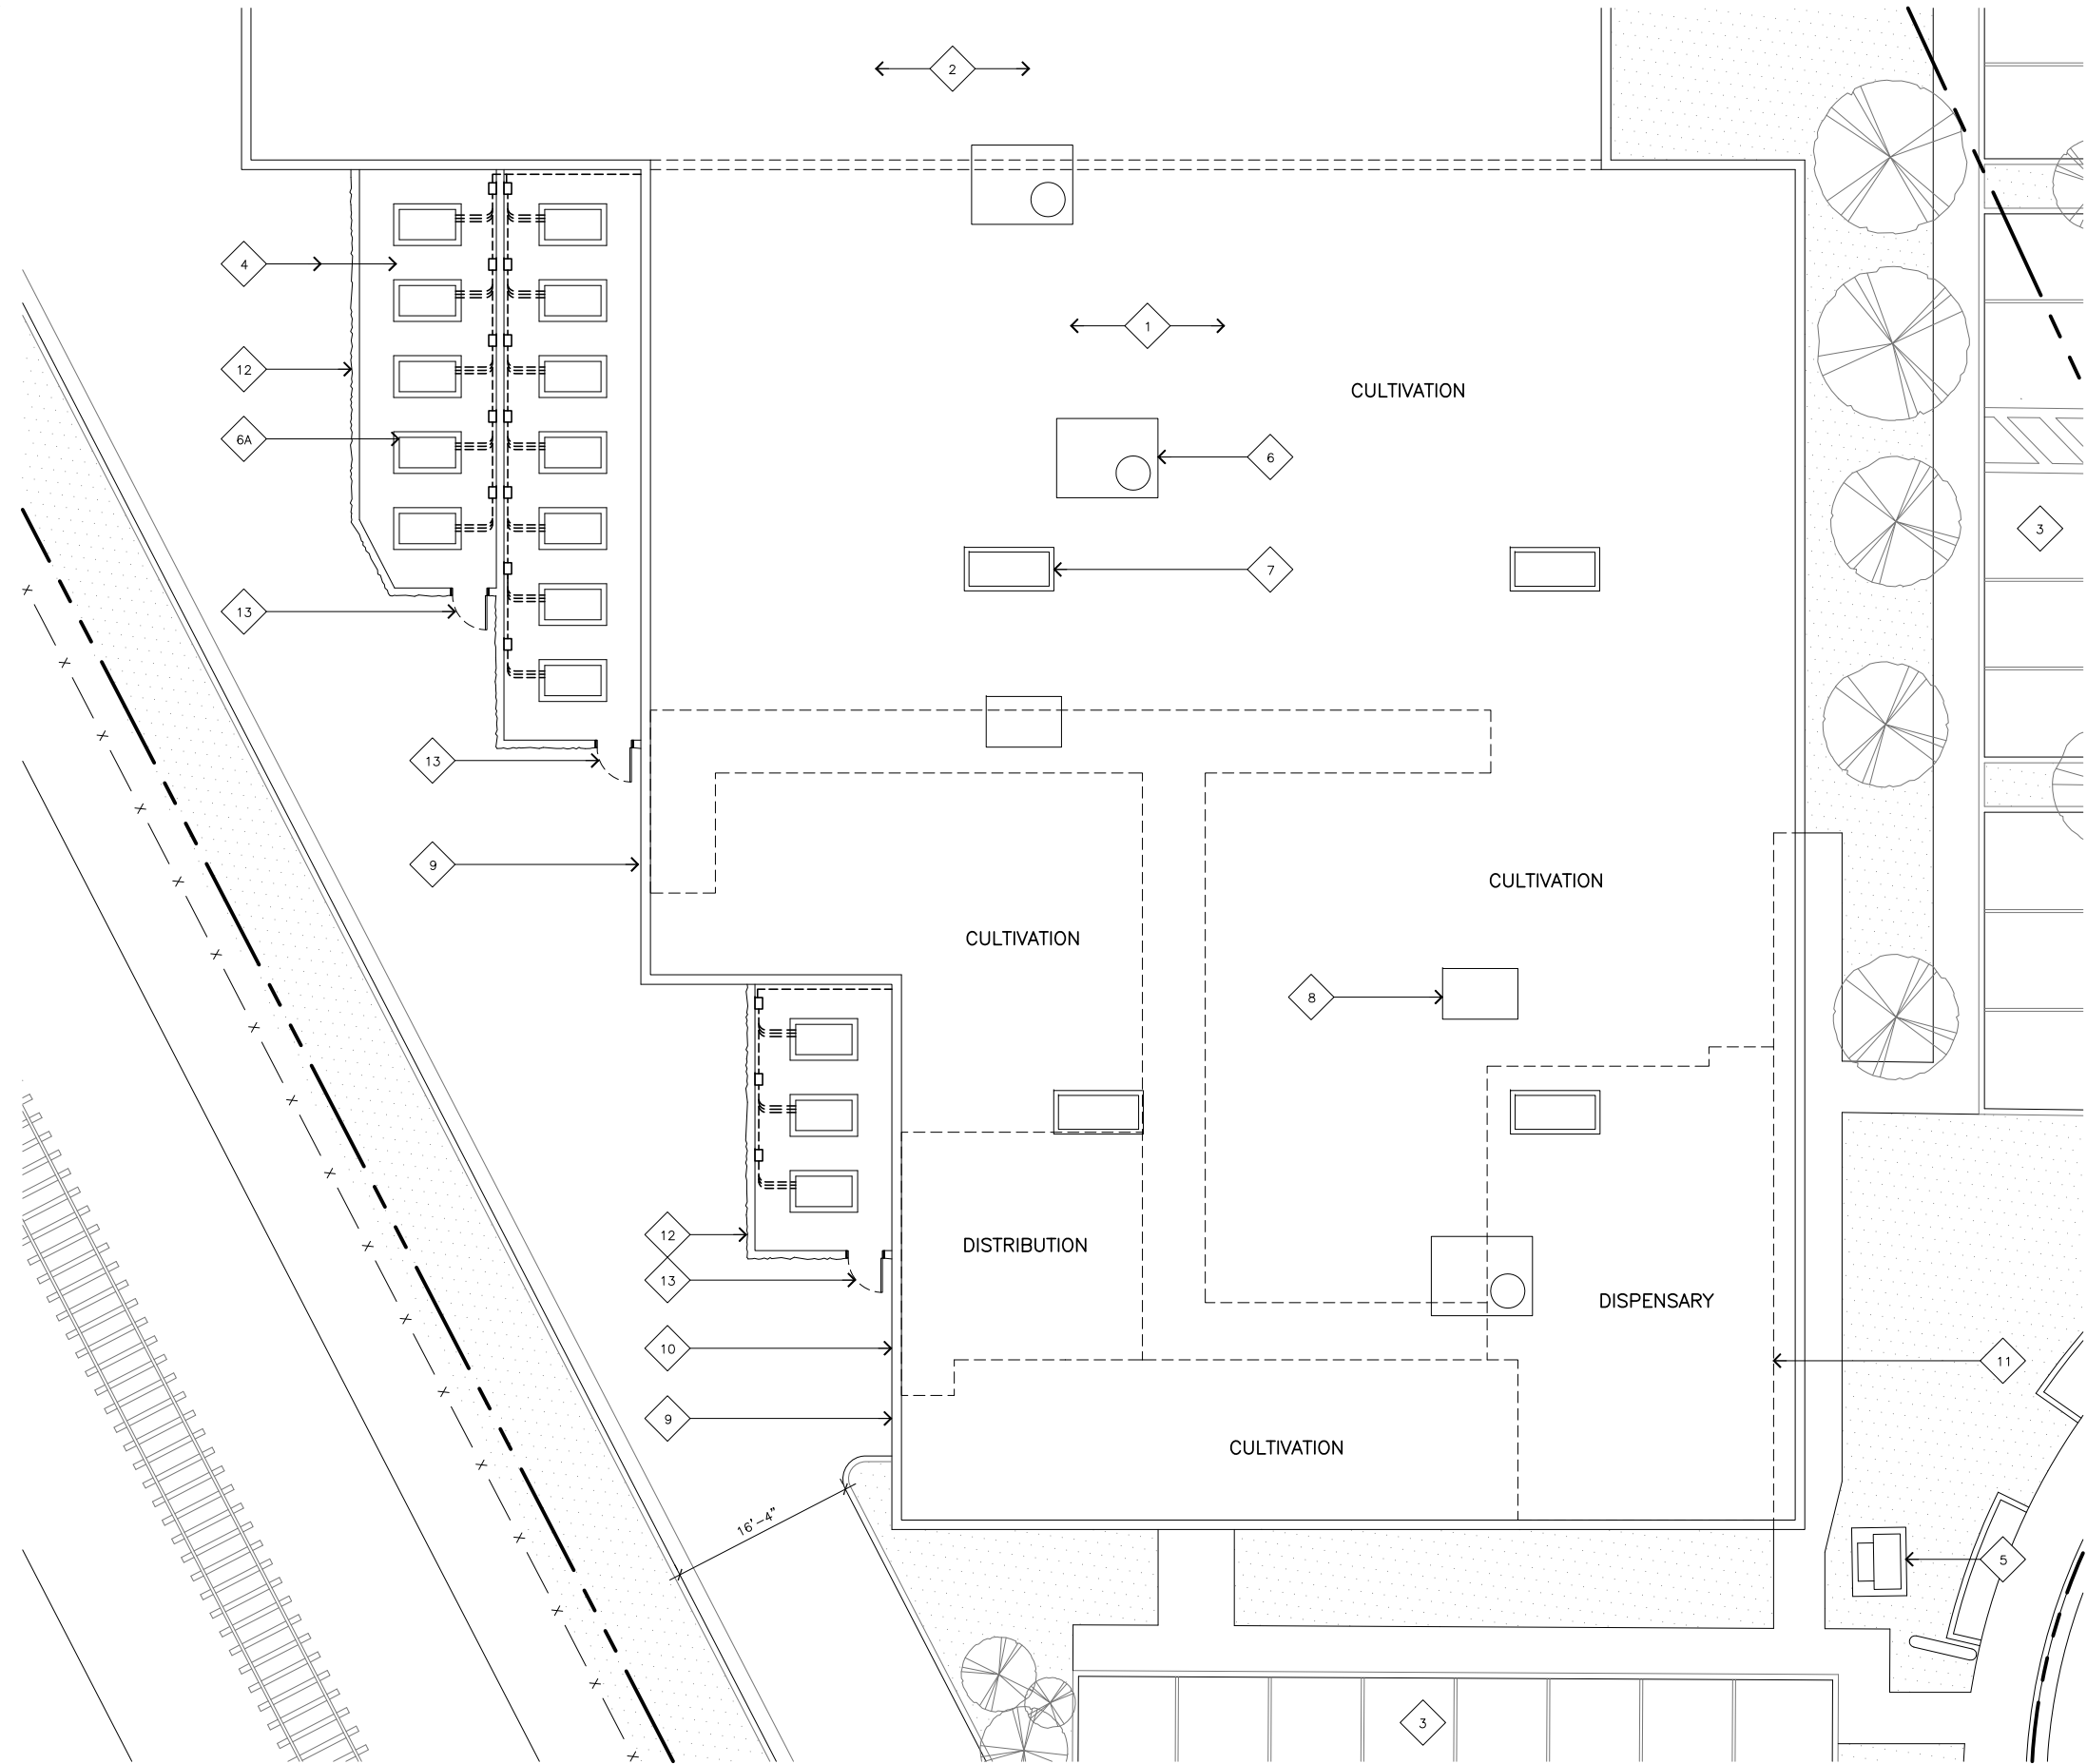 2
4
1
12
CULTIVATION
6A
6
3
7
13
13
9
CULTIVATION
CULTIVATION
8
12
DISTRIBUTION
13
DISPENSARY
10
11
9
CULTIVATION
16'-4"
5
3